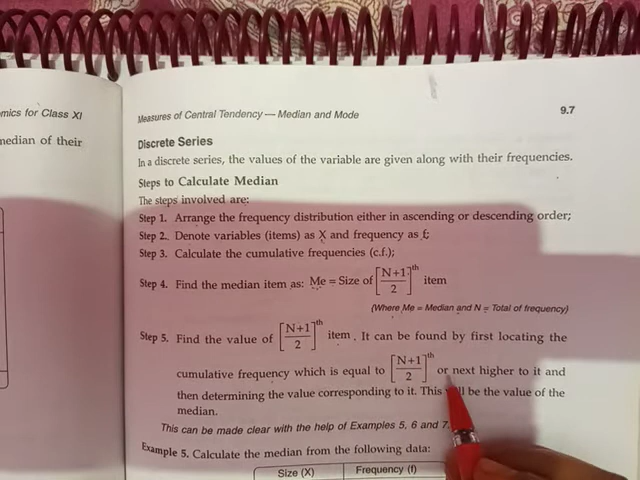 omics for Class XI
median of their
Measures of Central Tendency — Median and Mode 9.7
Discrete Series
In a discrete series, the values of the variable are given along with their frequencies.
Steps to Calculate Median
The steps involved are:
Step 1. Arrange the frequency distribution either in ascending or descending order;
Step 2. Denote variables (items) as X and frequency as f;
Step 3. Calculate the cumulative frequencies (c.f.);
Step 4. Find the median item as: Me = Size of [N+1/2]th item
(Where Me = Median and N = Total of frequency)
Step 5. Find the value of [N+1/2]th item. It can be found by first locating the
cumulative frequency which is equal to [N+1/2]th or next higher to it and
then determining the value corresponding to it. This be the value of the
median.
This can be made clear with the help of Examples 5, 6 and 7.
Example 5. Calculate the median from the following data:
Size (X) Frequency (f)